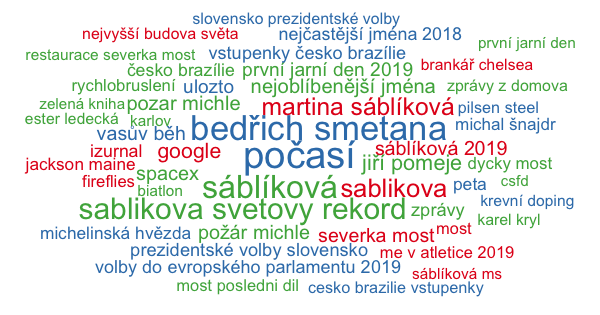 slovensko prezidentské volby
nejvyšší budova světa nejčastější jména 2018
první jarní den
restaurace severka most vstupenky česko brazílie
česko brazílie první jarní den 2019 brankář chelsea
rychlobruslení ulozto nejoblíbenější jména zprávy z domova
zelená kniha pozar michle martina sáblíková pilsen steel
ester ledecká karlov vasův běh bedřich smetana michal šnajdr
izurnal google počasí sáblíková 2019
jackson maine spacex jiří pomeje dycky most
fireflies biatlon sáblíková sablikova peta csfd
sablikova svetovy rekord zprávy krevní doping
karel kryl
michelinská hvězda požár michle severka most most
prezidentské volby slovensko me v atletice 2019
volby do evropského parlamentu 2019 sáblíková ms
most posledni dil cesko brazilie vstupenky